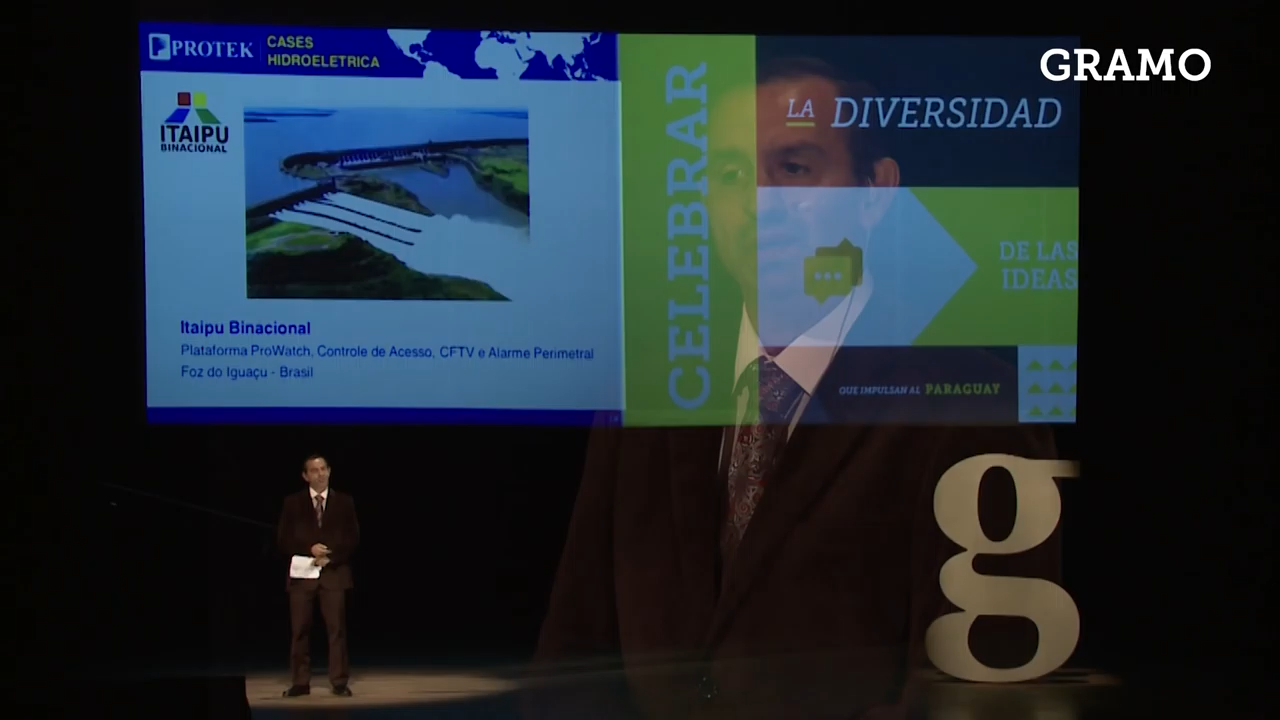 PROTEK
CASES
HIDROELETRICA
ITAIPU
BINACIONAL
Itaipu Binacional
Plataforma ProWatch, Controle de Acesso, CFTV e Alarme Perimetral
Foz do Iguaçu - Brasil
CELEBRAR
LA DIVERSIDAD
DE LAS
IDEAS
QUE IMPULSAN AL PARAGUAY
GRAMO
g